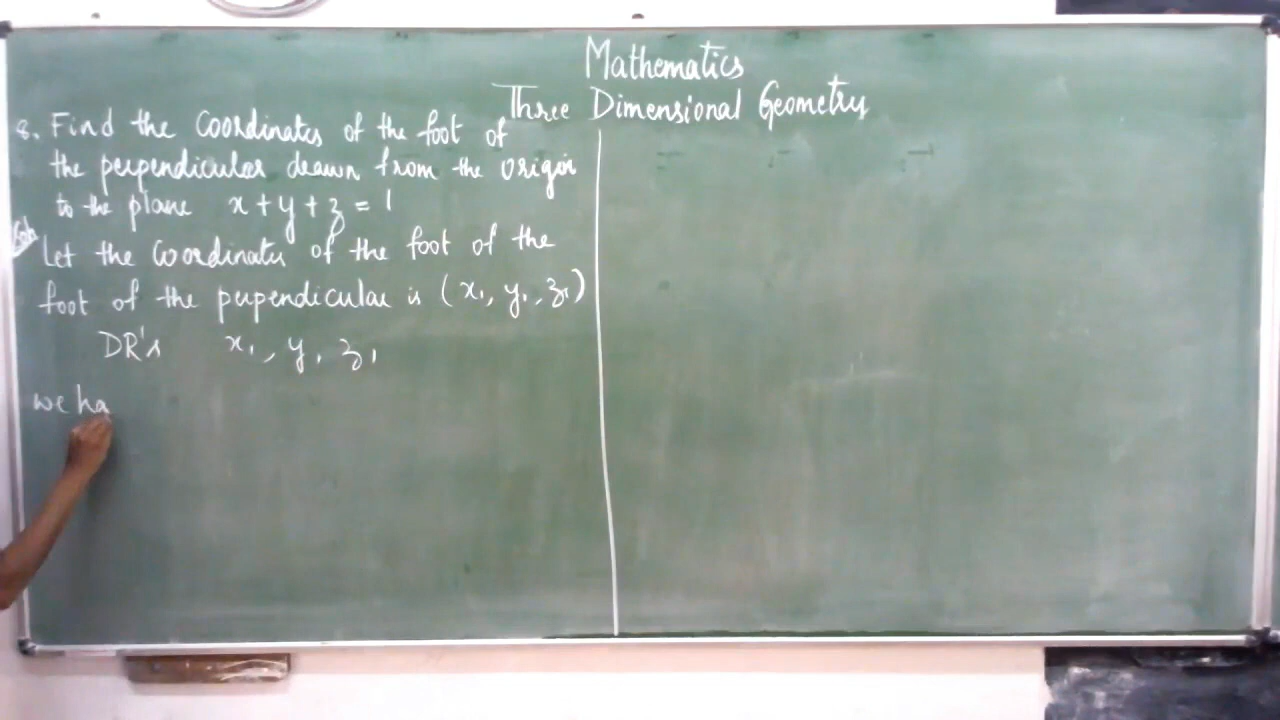 Mathematics
Three Dimensional Geometry
8. Find the Coordinates of the foot of
the perpendicular drawn from the origin
to the plane x + y + z = 1
Soln
Let the Coordinates of the foot of the
foot of the perpendicular is (x₁, y₁, z₁)
DR's x₁, y₁, z₁
we ha